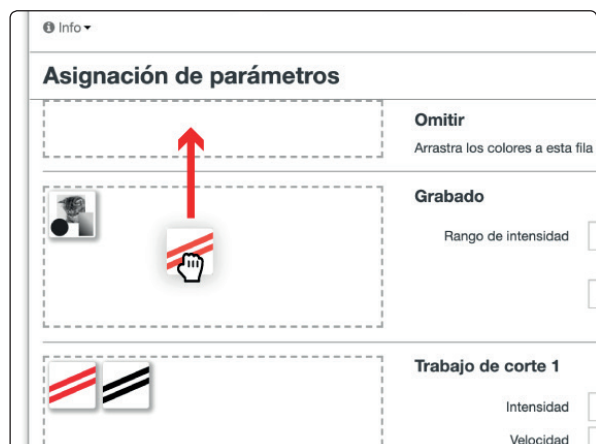 Info
Asignación de parámetros
Omitir
Arrastra los colores a esta fila
Grabado
Rango de intensidad
Trabajo de corte 1
Intensidad
Velocidad